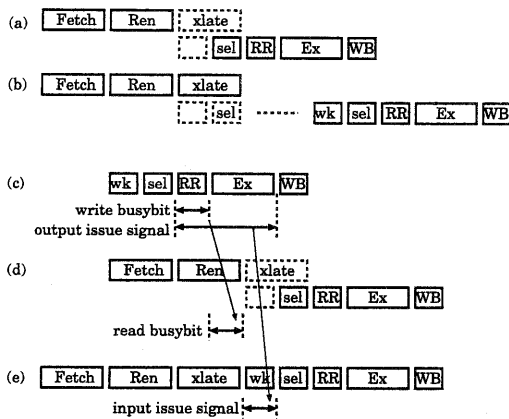 (a) Fetch Ren xlate
sel RR Ex WB
(b) Fetch Ren xlate
sel wk sel RR Ex WB
(c) wk sel RR Ex WB
write busybit
output issue signal
(d) Fetch Ren xlate
sel RR Ex WB
read busybit
(e) Fetch Ren xlate wk sel RR Ex WB
input issue signal